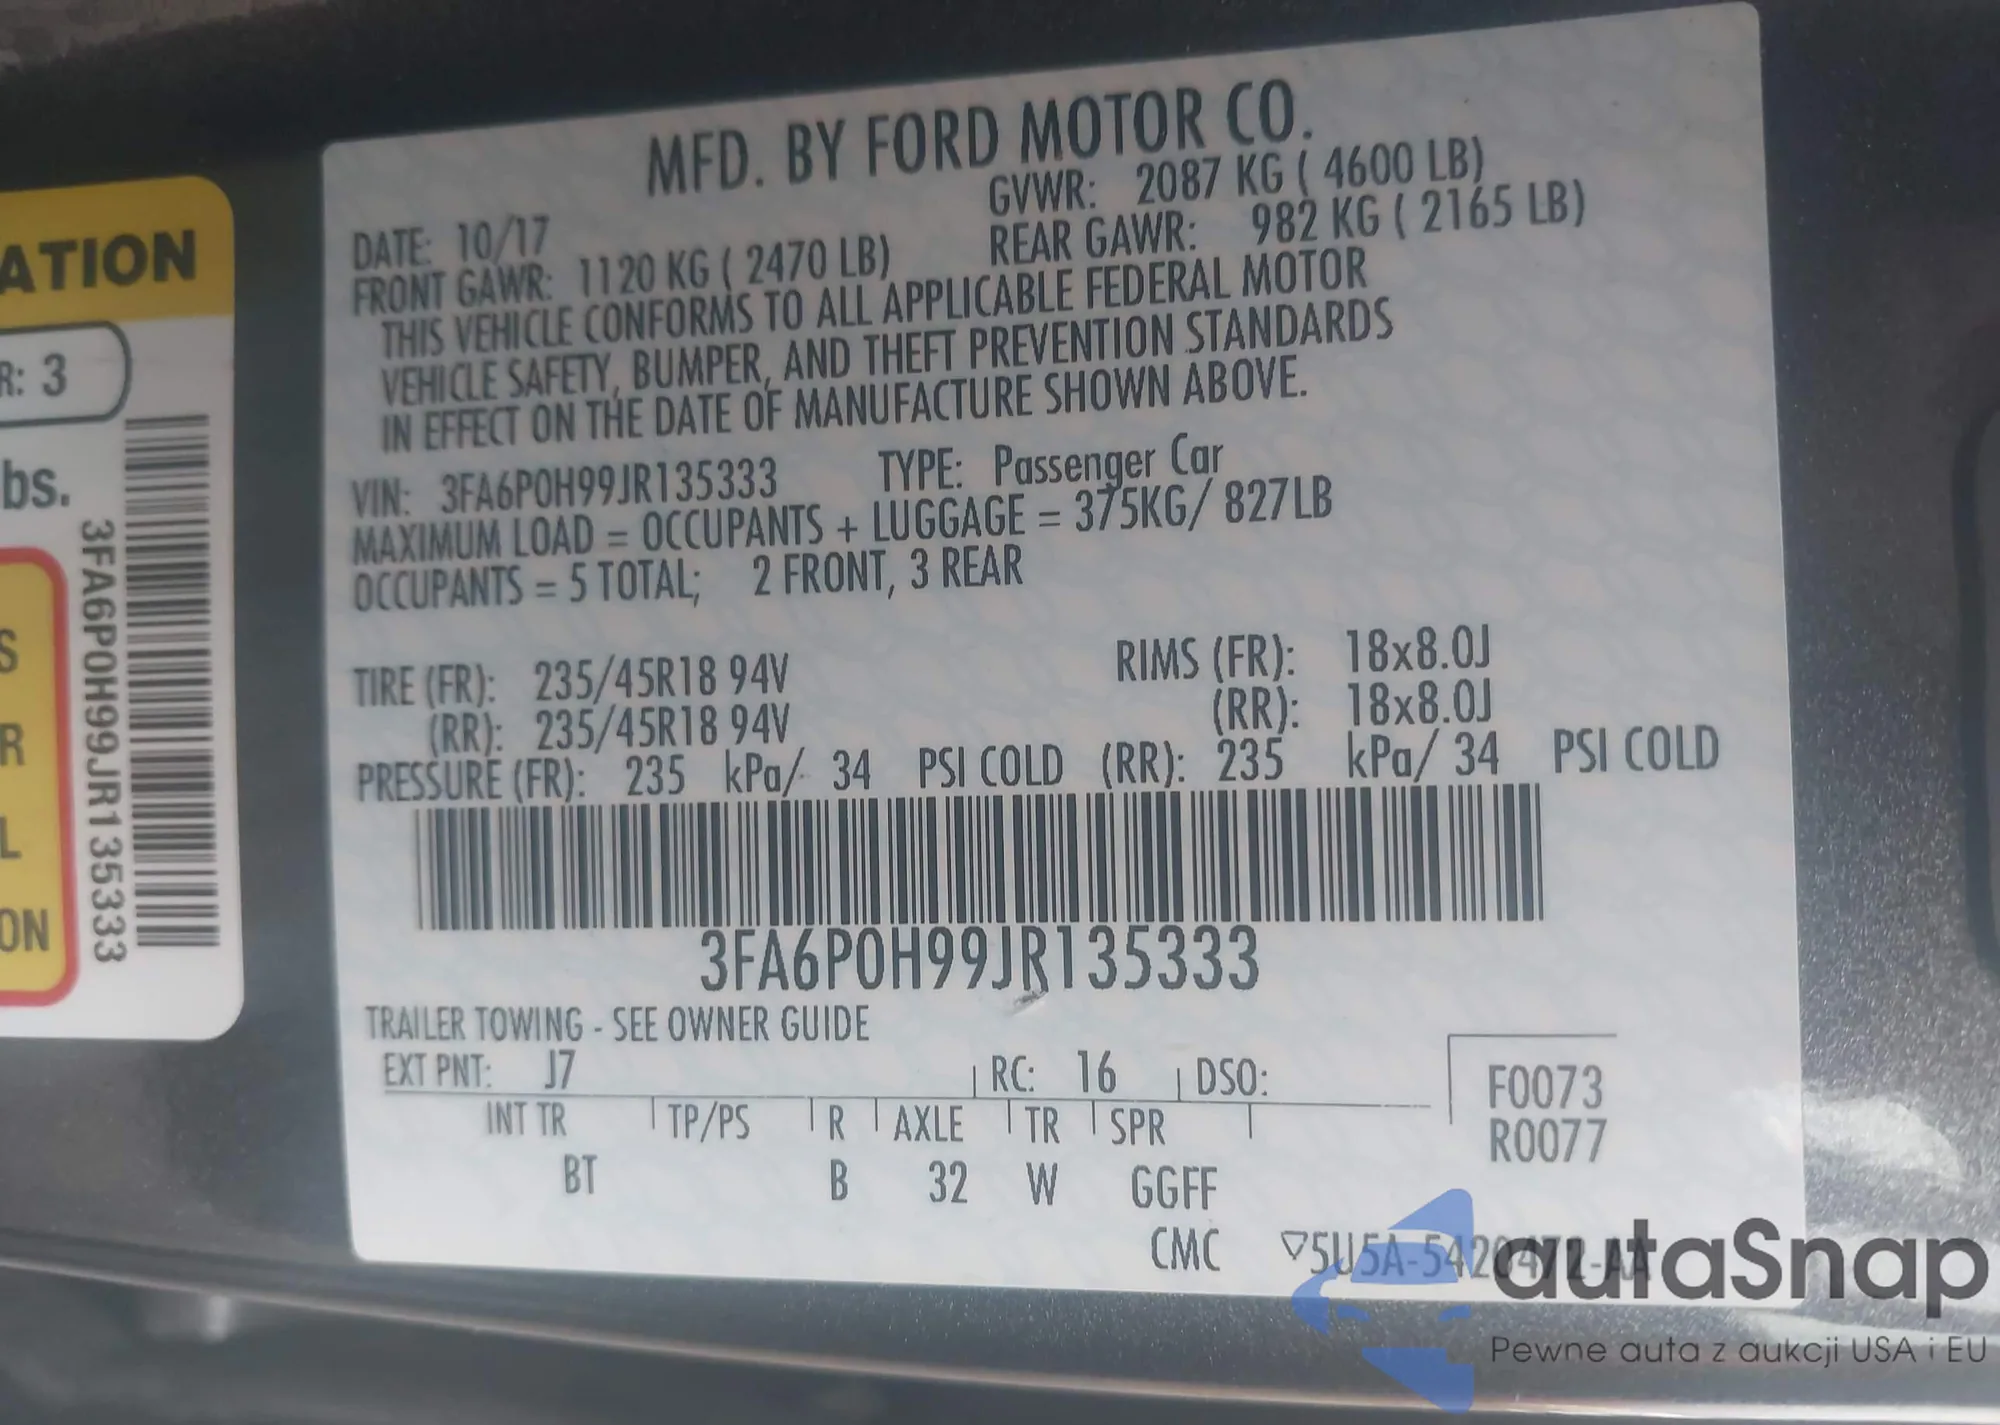 ATION
R: 3
bs.
S
R
L
ON
3FA6P0H99JR135333
MFD. BY FORD MOTOR CO.
DATE: 10/17 GVWR: 2087 KG ( 4600 LB)
FRONT GAWR: 1120 KG ( 2470 LB) REAR GAWR: 982 KG ( 2165 LB)
THIS VEHICLE CONFORMS TO ALL APPLICABLE FEDERAL MOTOR
VEHICLE SAFETY, BUMPER, AND THEFT PREVENTION STANDARDS
IN EFFECT ON THE DATE OF MANUFACTURE SHOWN ABOVE.
VIN: 3FA6P0H99JR135333 TYPE: Passenger Car
MAXIMUM LOAD = OCCUPANTS + LUGGAGE = 375KG/ 827LB
OCCUPANTS = 5 TOTAL; 2 FRONT, 3 REAR
TIRE (FR): 235/45R18 94V RIMS (FR): 18x8.0J
(RR): 235/45R18 94V (RR): 18x8.0J
PRESSURE (FR): 235 kPa/ 34 PSI COLD (RR): 235 kPa/ 34 PSI COLD
3FA6P0H99JR135333
TRAILER TOWING - SEE OWNER GUIDE
EXT PNT: J7 RC: 16 DSO: F0073
INT TR TP/PS R AXLE TR SPR R0077
BT B 32 W GGFF
CMC ▽5U5A-5420472-AA
autaSnap
Pewne auta z aukcji USA i EU